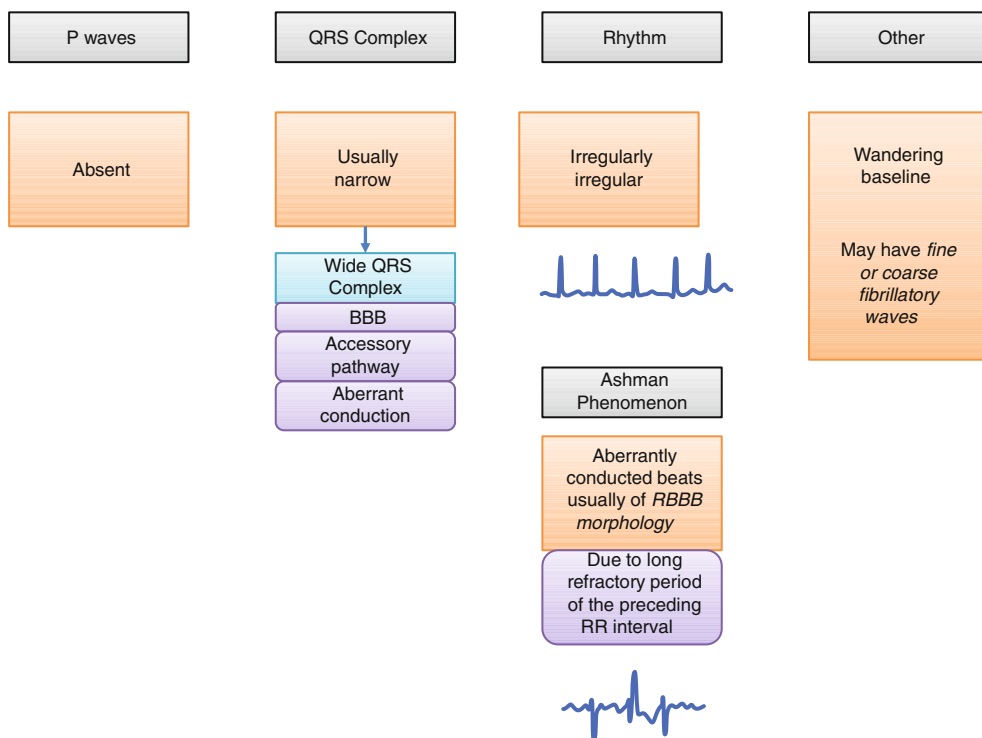 P waves
QRS Complex
Rhythm
Other
Absent
Usually
narrow
Irregularly
irregular
Wandering
baseline
May have fine
or coarse
fibrillatory
waves
Wide QRS
Complex
BBB
Accessory
pathway
Aberrant
conduction
Ashman
Phenomenon
Aberrantly
conducted beats
usually of RBBB
morphology
Due to long
refractory period
of the preceding
RR interval